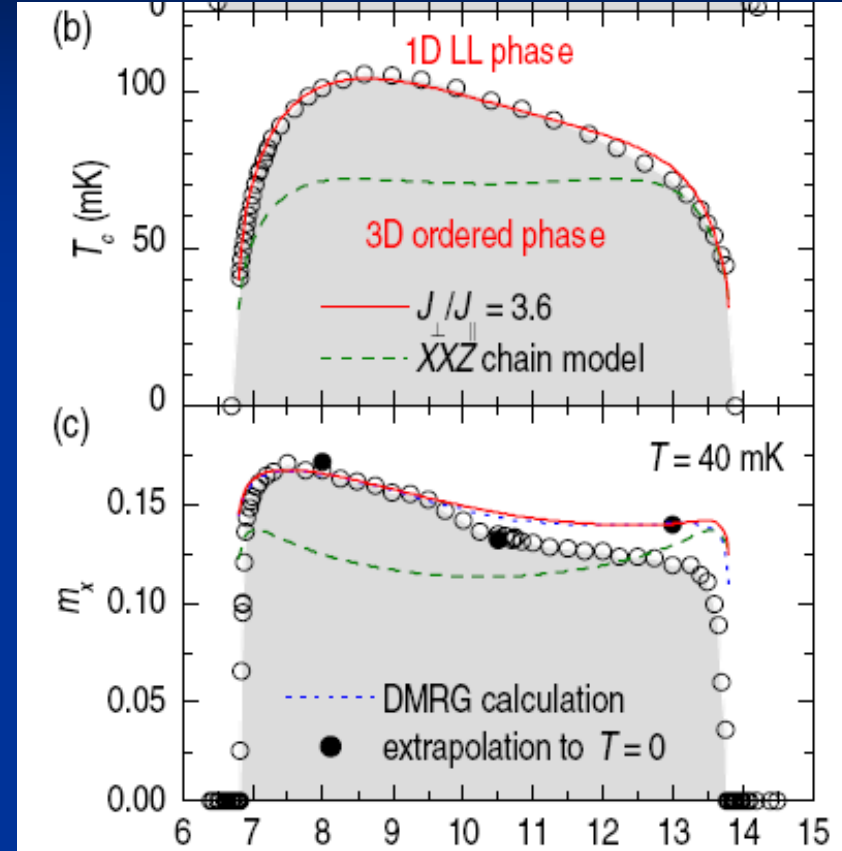 0
(b)
1D LL phase
100
T_c (mK)
50
3D ordered phase
J⊥/J∥ = 3.6
XXZ chain model
0
(c)
T = 40 mK
0.15
m_x
0.10
0.05
DMRG calculation
extrapolation to T = 0
0.00
6 7 8 9 10 11 12 13 14 15